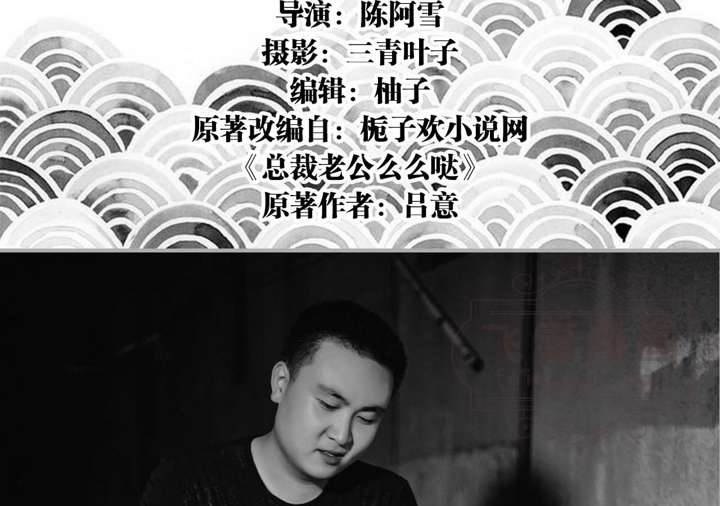 导演：陈阿雪
摄影：三青叶子
编辑：柚子
原著改编自：栀子欢小说网
《总裁老公么么哒》
原著作者：吕意